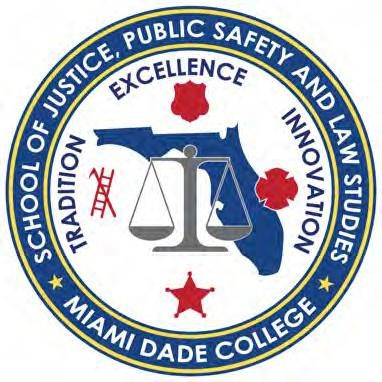 SCHOOL OF JUSTICE, PUBLIC SAFETY AND LAW STUDIES
TRADITION
EXCELLENCE
INNOVATION
MIAMI DADE COLLEGE